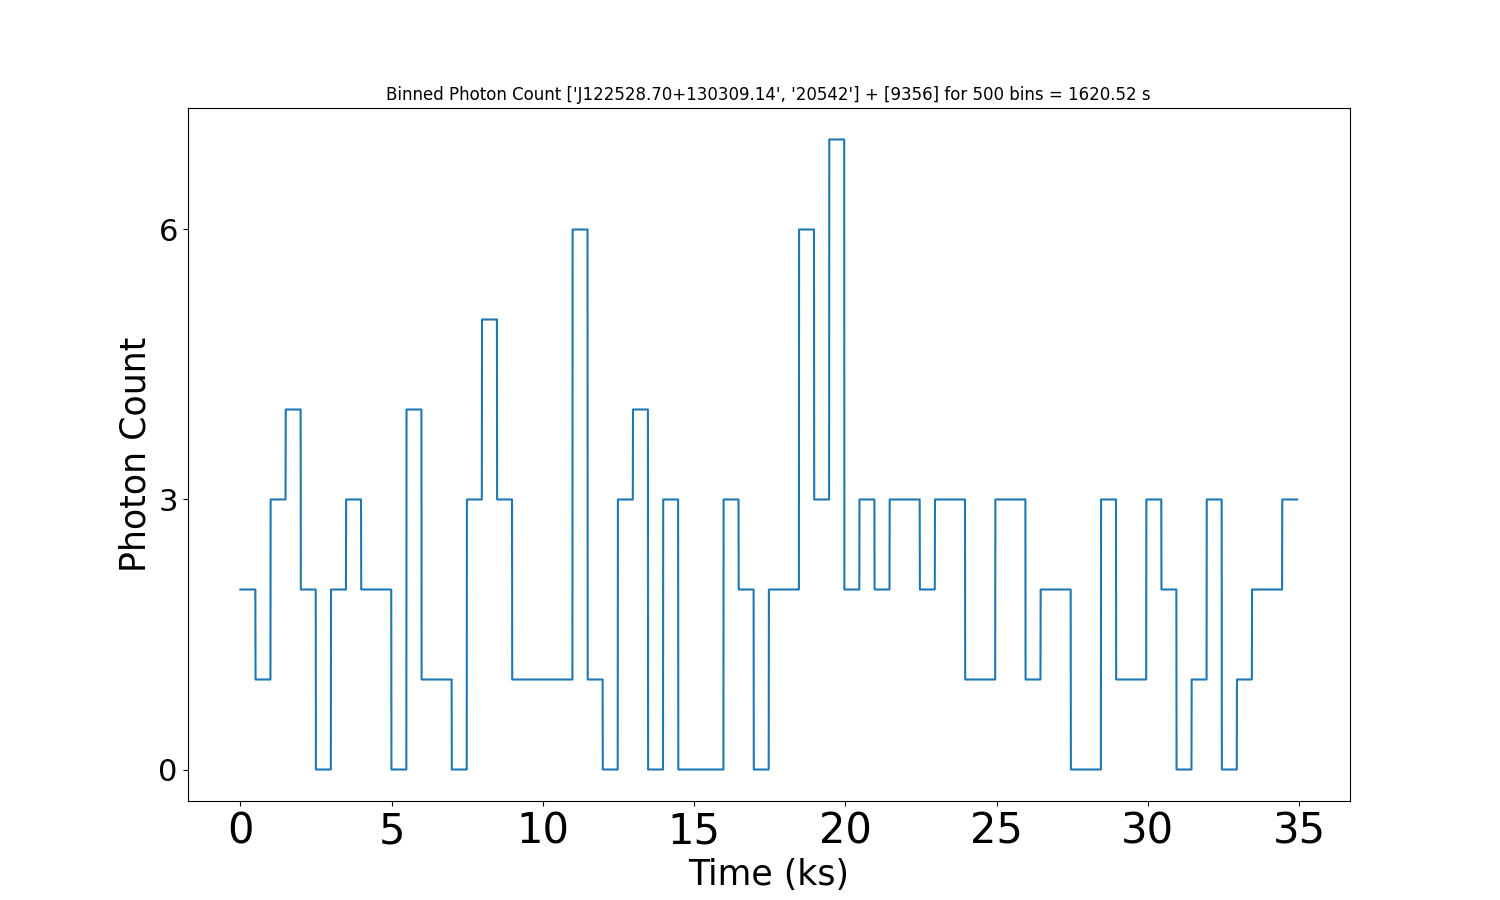 Binned Photon Count ['J122528.70+130309.14', '20542'] + [9356] for 500 bins = 1620.52 s
6
3
0
Photon Count
0 5 10 15 20 25 30 35
Time (ks)